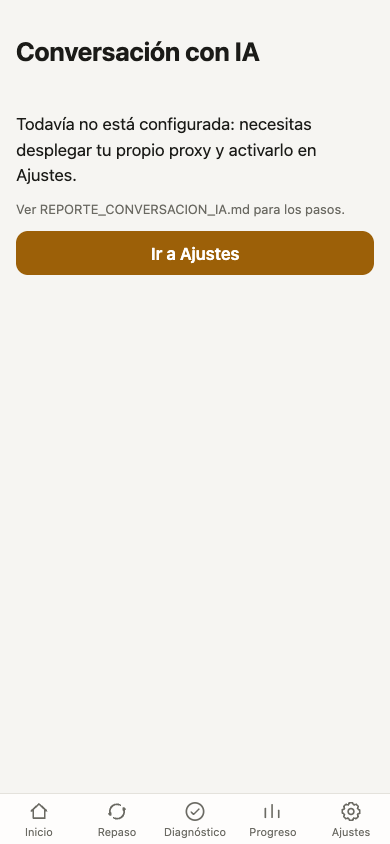 Conversación con IA
Todavía no está configurada: necesitas
desplegar tu propio proxy y activarlo en
Ajustes.
Ver REPORTE_CONVERSACION_IA.md para los pasos.
Ir a Ajustes
Inicio
Repaso
Diagnóstico
Progreso
Ajustes